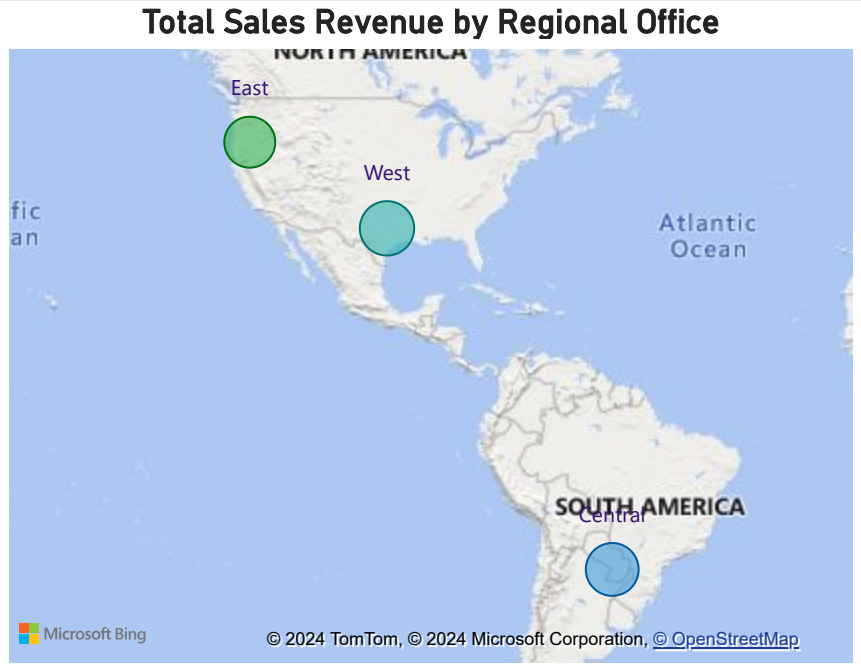 Total Sales Revenue by Regional Office
NORTH AMERICA
East
West
fic
an
Atlantic
Ocean
SOUTH AMERICA
Central
Microsoft Bing
© 2024 TomTom, © 2024 Microsoft Corporation, © OpenStreetMap